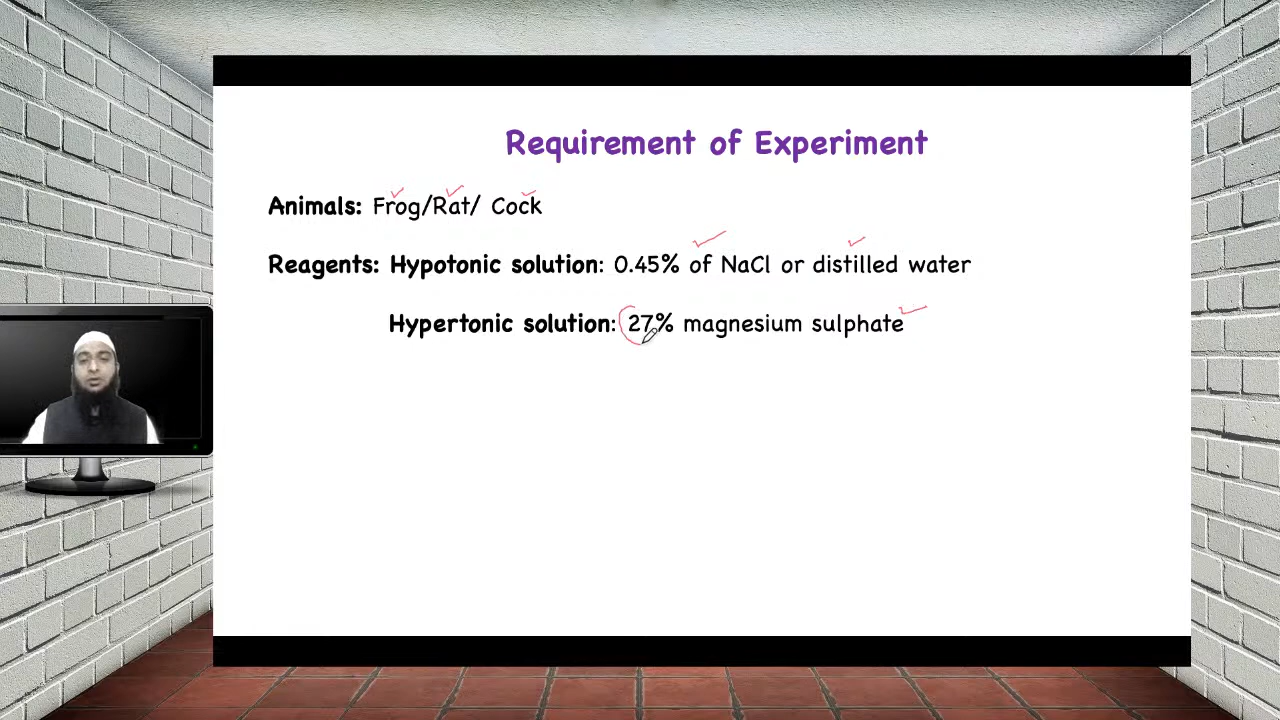 Requirement of Experiment
Animals: Frog/Rat/ Cock
Reagents: Hypotonic solution: 0.45% of NaCl or distilled water
Hypertonic solution: 27% magnesium sulphate